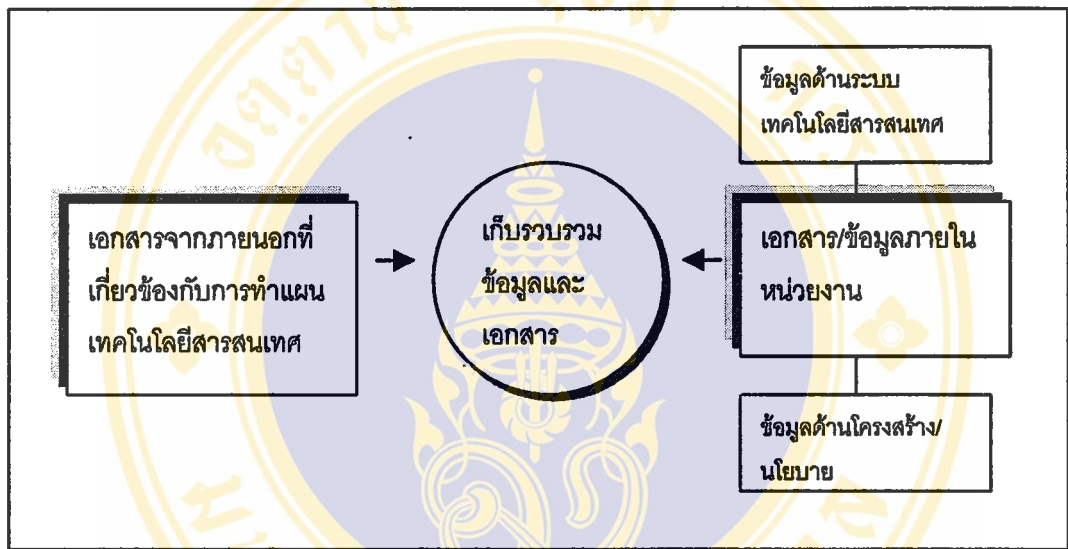 ข้อมูลด้านระบบ
เทคโนโลยีสารสนเทศ
เอกสารจากภายนอกที่
เกี่ยวข้องกับการทำแผน
เทคโนโลยีสารสนเทศ
เก็บรวบรวม
ข้อมูลและ
เอกสาร
เอกสาร/ข้อมูลภายใน
หน่วยงาน
ข้อมูลด้านโครงสร้าง/
นโยบาย